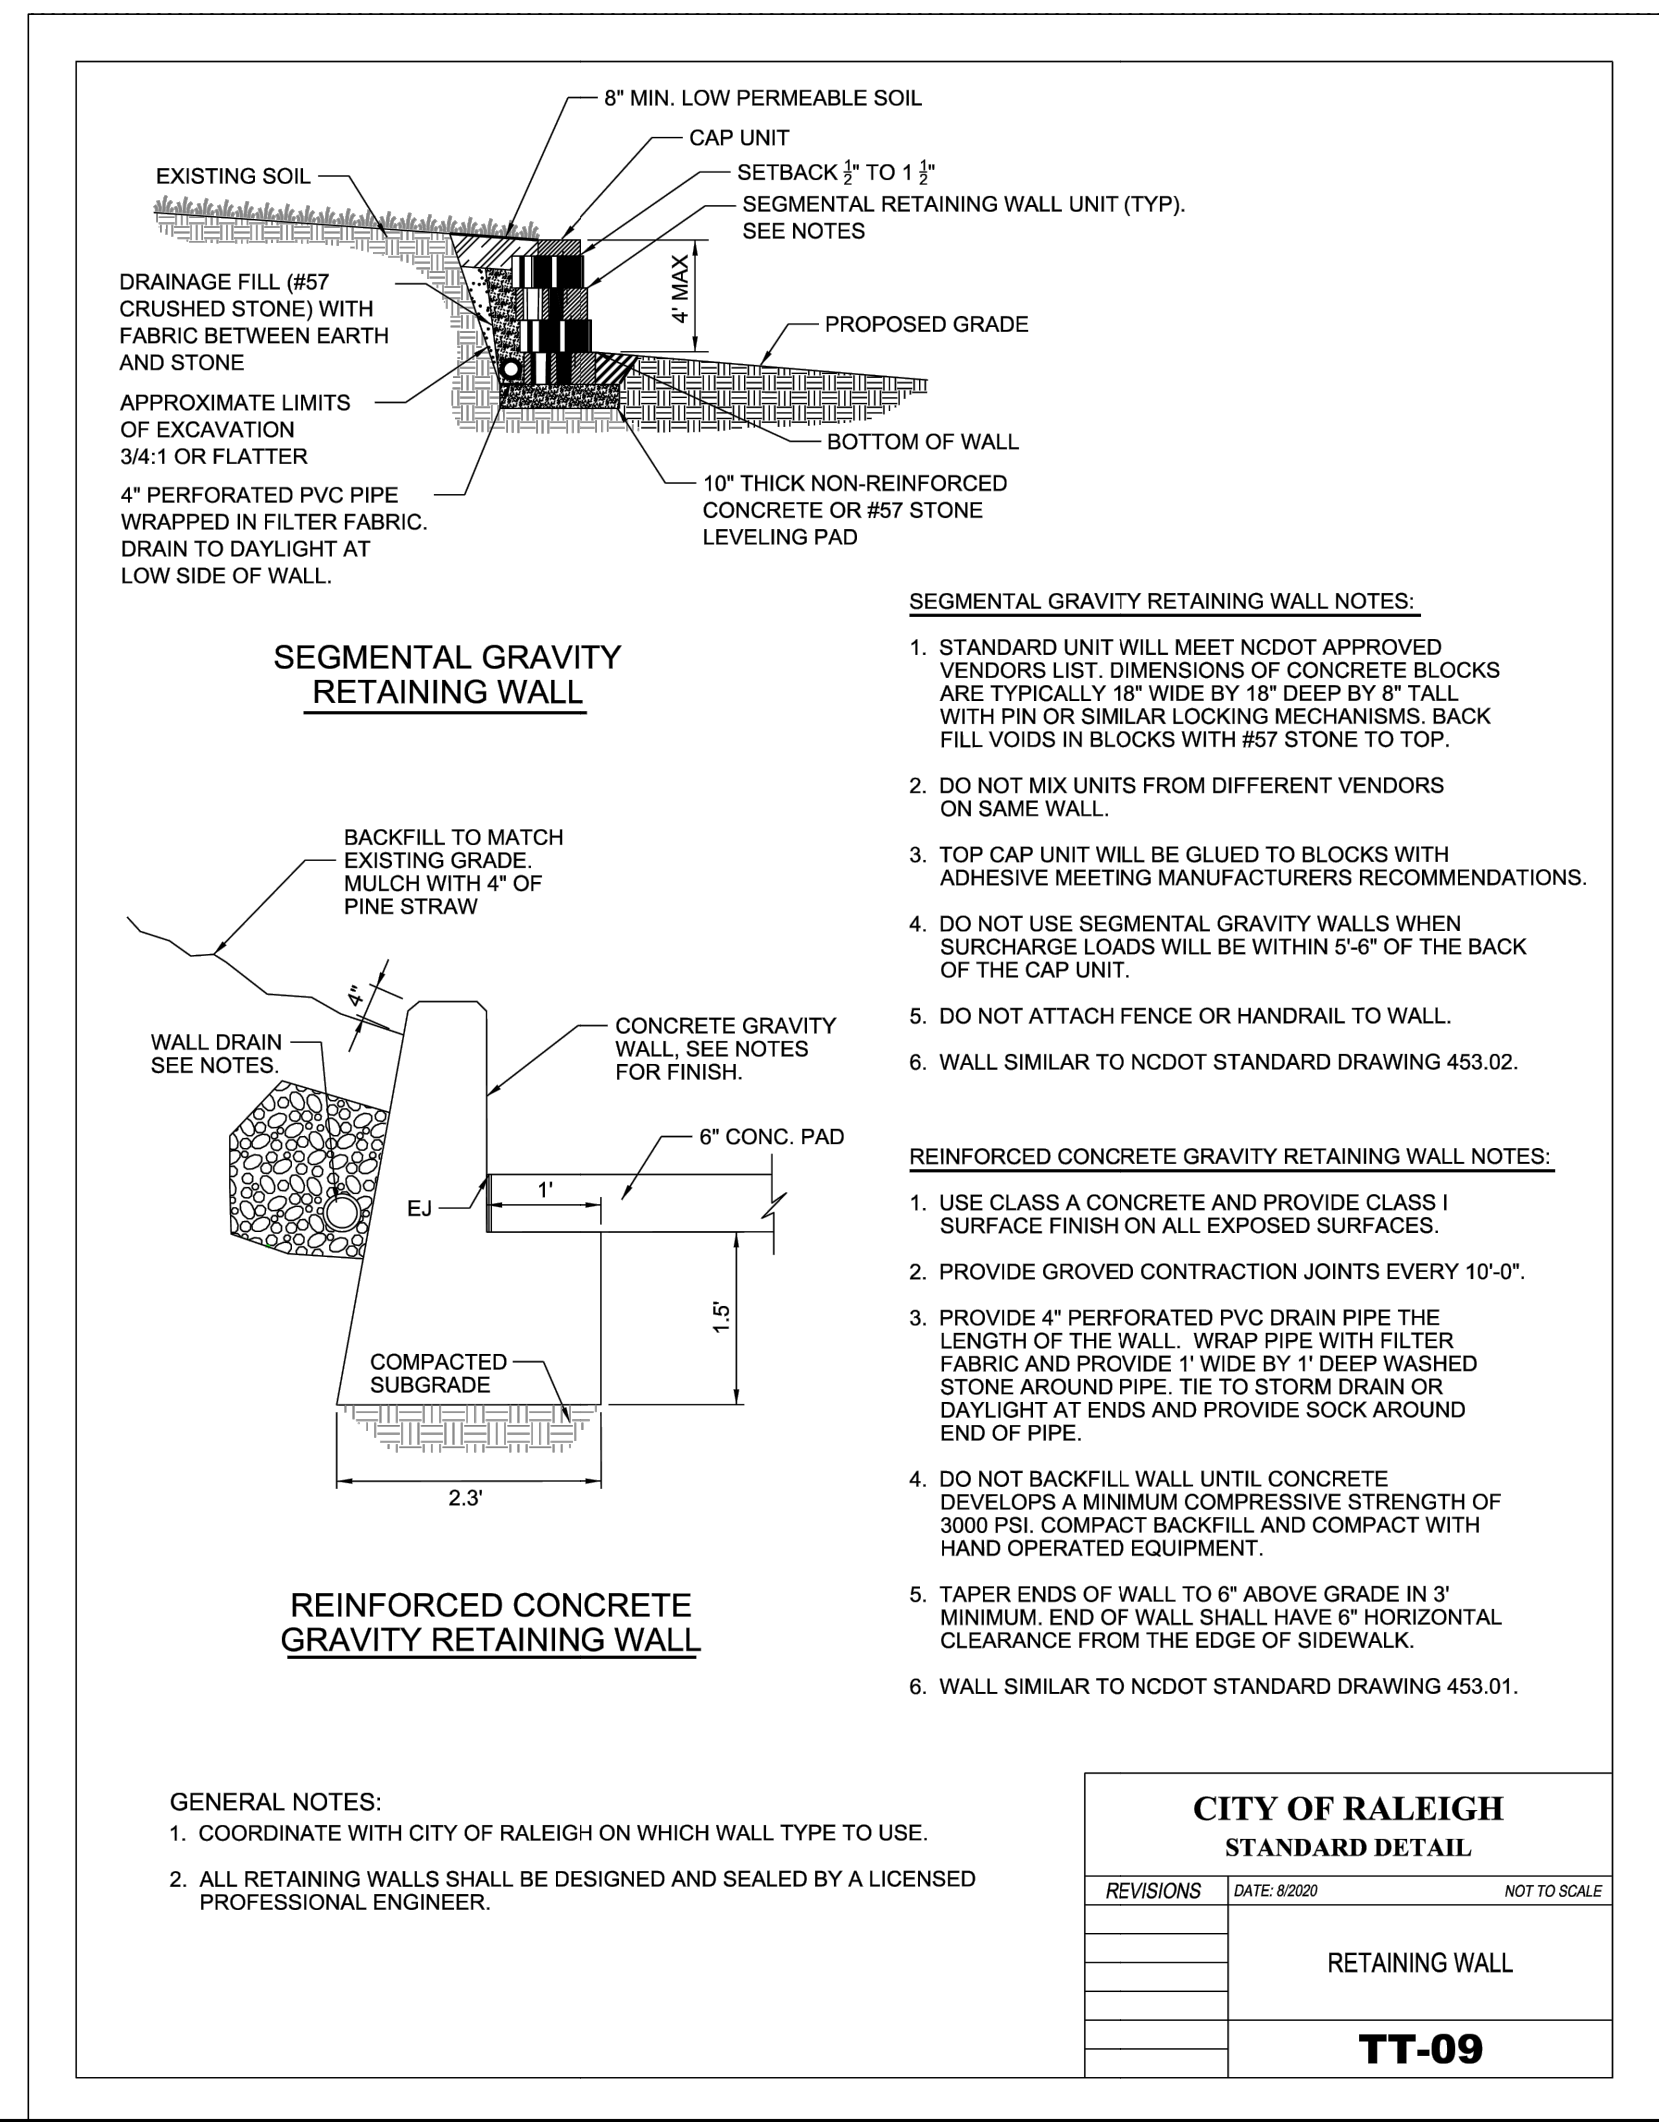 8" MIN. LOW PERMEABLE SOIL
CAP UNIT
EXISTING SOIL
SETBACK 1/2" TO 1 1/2"
SEGMENTAL RETAINING WALL UNIT (TYP).
SEE NOTES
DRAINAGE FILL (#57
CRUSHED STONE) WITH
FABRIC BETWEEN EARTH
AND STONE
4' MAX
PROPOSED GRADE
APPROXIMATE LIMITS
OF EXCAVATION
3/4:1 OR FLATTER
BOTTOM OF WALL
4" PERFORATED PVC PIPE
WRAPPED IN FILTER FABRIC.
DRAIN TO DAYLIGHT AT
LOW SIDE OF WALL.
10" THICK NON-REINFORCED
CONCRETE OR #57 STONE
LEVELING PAD
SEGMENTAL GRAVITY
RETAINING WALL
SEGMENTAL GRAVITY RETAINING WALL NOTES:
1. STANDARD UNIT WILL MEET NCDOT APPROVED
VENDORS LIST. DIMENSIONS OF CONCRETE BLOCKS
ARE TYPICALLY 18" WIDE BY 18" DEEP BY 8" TALL
WITH PIN OR SIMILAR LOCKING MECHANISMS. BACK
FILL VOIDS IN BLOCKS WITH #57 STONE TO TOP.
2. DO NOT MIX UNITS FROM DIFFERENT VENDORS
ON SAME WALL.
3. TOP CAP UNIT WILL BE GLUED TO BLOCKS WITH
ADHESIVE MEETING MANUFACTURERS RECOMMENDATIONS.
4. DO NOT USE SEGMENTAL GRAVITY WALLS WHEN
SURCHARGE LOADS WILL BE WITHIN 5'-6" OF THE BACK
OF THE CAP UNIT.
5. DO NOT ATTACH FENCE OR HANDRAIL TO WALL.
6. WALL SIMILAR TO NCDOT STANDARD DRAWING 453.02.
BACKFILL TO MATCH
EXISTING GRADE.
MULCH WITH 4" OF
PINE STRAW
4"
WALL DRAIN
SEE NOTES.
CONCRETE GRAVITY
WALL, SEE NOTES
FOR FINISH.
6" CONC. PAD
EJ
1'
1.5'
COMPACTED
SUBGRADE
2.3'
REINFORCED CONCRETE
GRAVITY RETAINING WALL
REINFORCED CONCRETE GRAVITY RETAINING WALL NOTES:
1. USE CLASS A CONCRETE AND PROVIDE CLASS I
SURFACE FINISH ON ALL EXPOSED SURFACES.
2. PROVIDE GROVED CONTRACTION JOINTS EVERY 10'-0".
3. PROVIDE 4" PERFORATED PVC DRAIN PIPE THE
LENGTH OF THE WALL. WRAP PIPE WITH FILTER
FABRIC AND PROVIDE 1' WIDE BY 1' DEEP WASHED
STONE AROUND PIPE. TIE TO STORM DRAIN OR
DAYLIGHT AT ENDS AND PROVIDE SOCK AROUND
END OF PIPE.
4. DO NOT BACKFILL WALL UNTIL CONCRETE
DEVELOPS A MINIMUM COMPRESSIVE STRENGTH OF
3000 PSI. COMPACT BACKFILL AND COMPACT WITH
HAND OPERATED EQUIPMENT.
5. TAPER ENDS OF WALL TO 6" ABOVE GRADE IN 3'
MINIMUM. END OF WALL SHALL HAVE 6" HORIZONTAL
CLEARANCE FROM THE EDGE OF SIDEWALK.
6. WALL SIMILAR TO NCDOT STANDARD DRAWING 453.01.
GENERAL NOTES:
1. COORDINATE WITH CITY OF RALEIGH ON WHICH WALL TYPE TO USE.
2. ALL RETAINING WALLS SHALL BE DESIGNED AND SEALED BY A LICENSED
PROFESSIONAL ENGINEER.
CITY OF RALEIGH
STANDARD DETAIL
REVISIONS
DATE: 8/2020
NOT TO SCALE
RETAINING WALL
TT-09